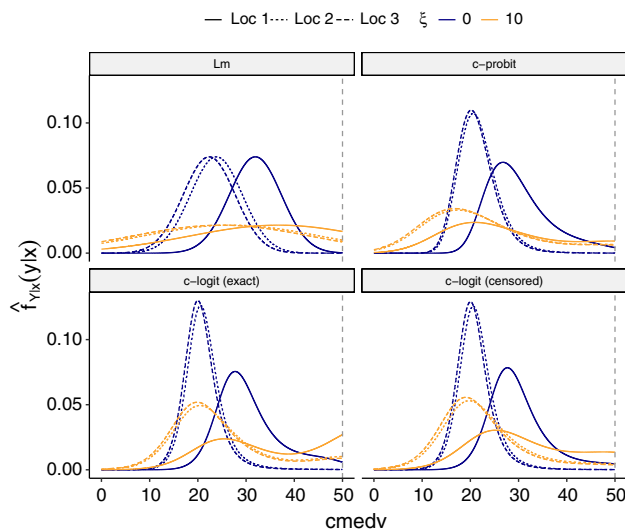 Loc 1 Loc 2 Loc 3 ξ 0 10
Lm c-probit
0.10
0.05
0.00
c-logit (exact) c-logit (censored)
0.10
0.05
0.00
f̂Y|x(y|x)
0 10 20 30 40 50 0 10 20 30 40 50
cmedv